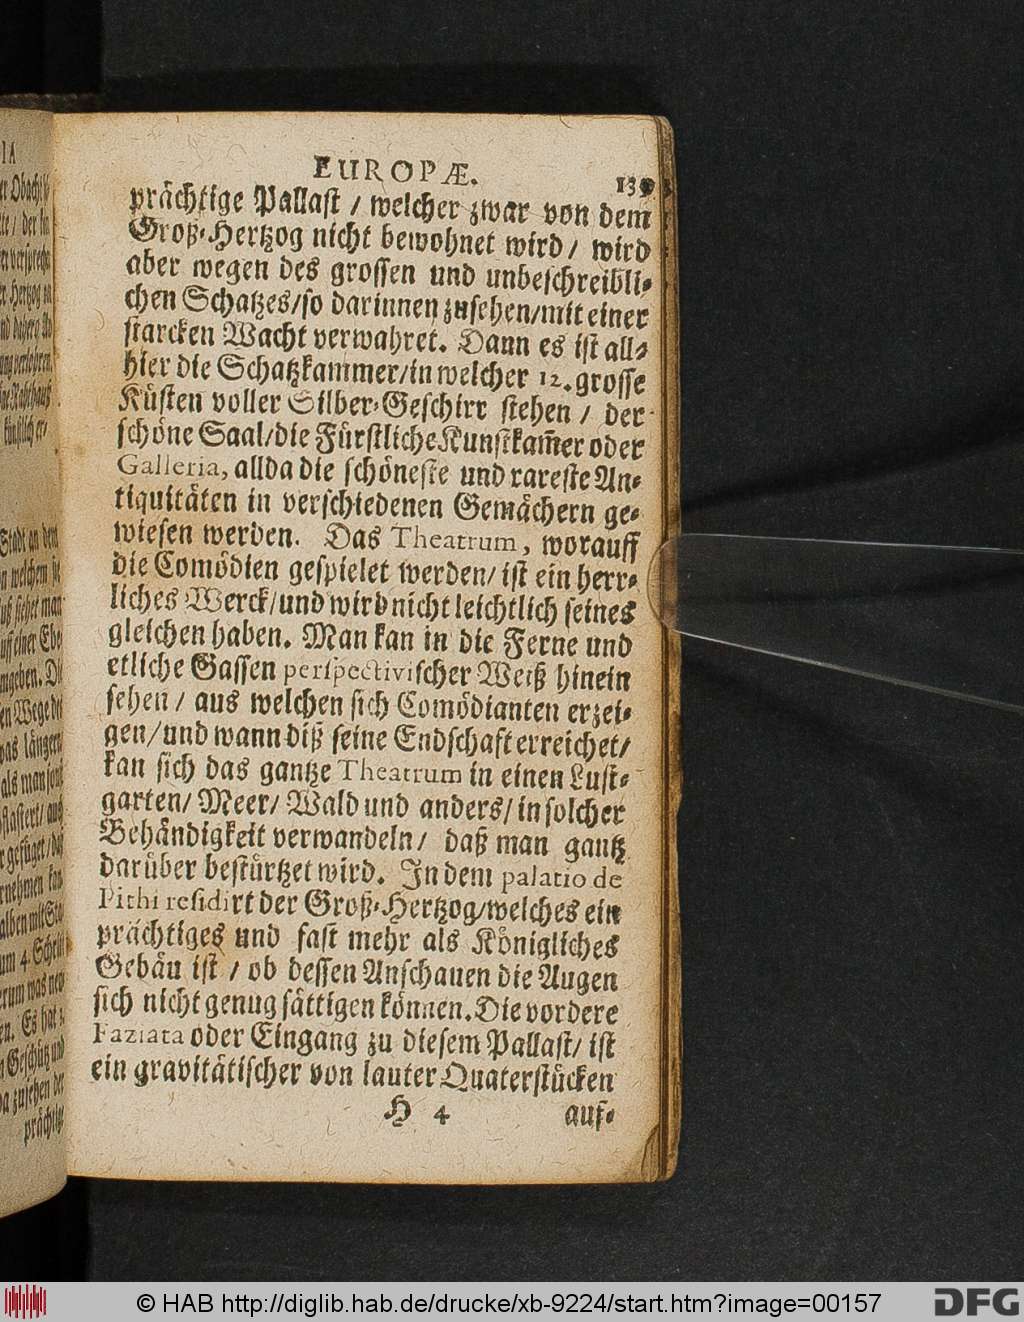 EUROPÆ.
prächtige Pallast / welcher zwar von dem
Groß-Hertzog nicht bewohnet wird / wird
aber wegen des grossen und unbeschreibli-
chen Schatzes/so darinnen zusehen/mit einer
starcken Wacht verwahret. Dann es ist all-
hier die Schatzkammer/in welcher 12. grosse
Küsten voller Silber-Geschirr stehen / der
schöne Saal/die Fürstliche Kunstkam̅er oder
Galleria, allda die schöneste und rareste An-
tiquitäten in verschiedenen Gemächern ge-
wiesen werden. Das Theatrum, worauff
die Comödien gespielet werden/ ist ein herr-
liches Werck/und wird nicht leichtlich seines
gleichen haben. Man kan in die Ferne und
etliche Gassen perspectivischer Weiß hinein
sehen / aus welchen sich Comödianten erzei-
gen/und wann diß seine Endschafft erreichet/
kan sich das gantze Theatrum in einen Lust-
garten/ Meer/ Wald und anders/ in solcher
Behändigkeit verwandeln / daß man gantz
darüber bestürtzet wird. In dem palatio de
Pithi residirt der Groß-Hertzog/welches ein
prächtiges und fast mehr als Königliches
Gebäu ist / ob dessen Anschauen die Augen
sich nicht genug sättigen können. Die vordere
Faziata oder Eingang zu diesem Pallast/ ist
ein gravitätischer von lauter Quaterstücken
H 4 auf-
© HAB http://diglib.hab.de/drucke/xb-9224/start.htm?image=00157
DFG